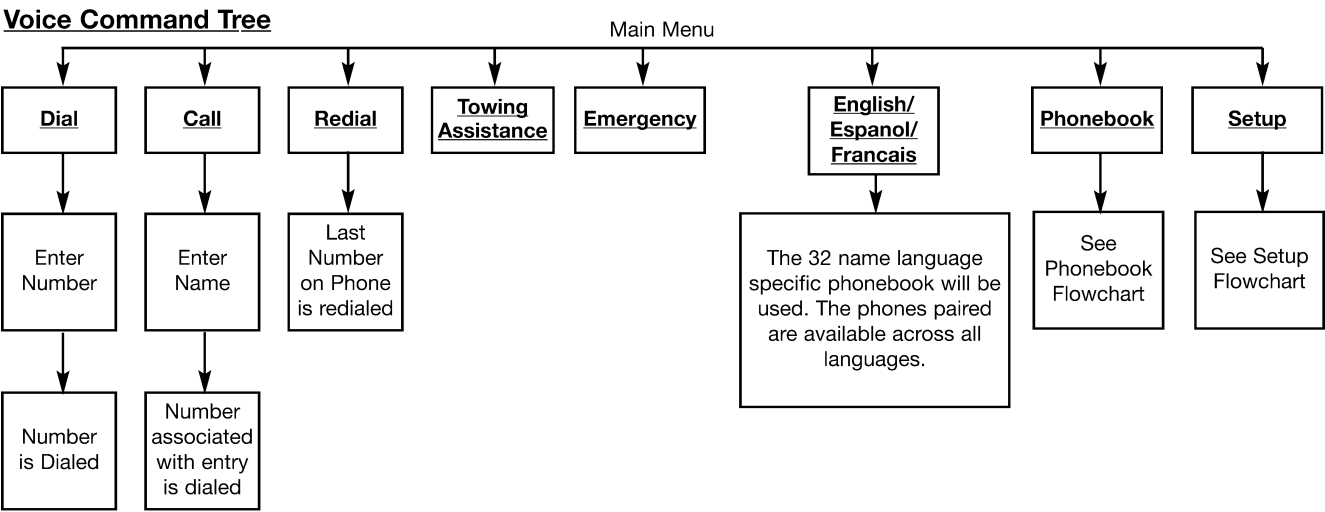 Voice Command Tree
Main Menu
Dial
Call
Redial
Towing
Assistance
Emergency
English/
Espanol/
Francais
Phonebook
Setup
Enter
Number
Enter
Name
Last
Number
on Phone
is redialed
The 32 name language
specific phonebook will be
used. The phones paired
are available across all
languages.
See
Phonebook
Flowchart
See Setup
Flowchart
Number
is Dialed
Number
associated
with entry
is dialed